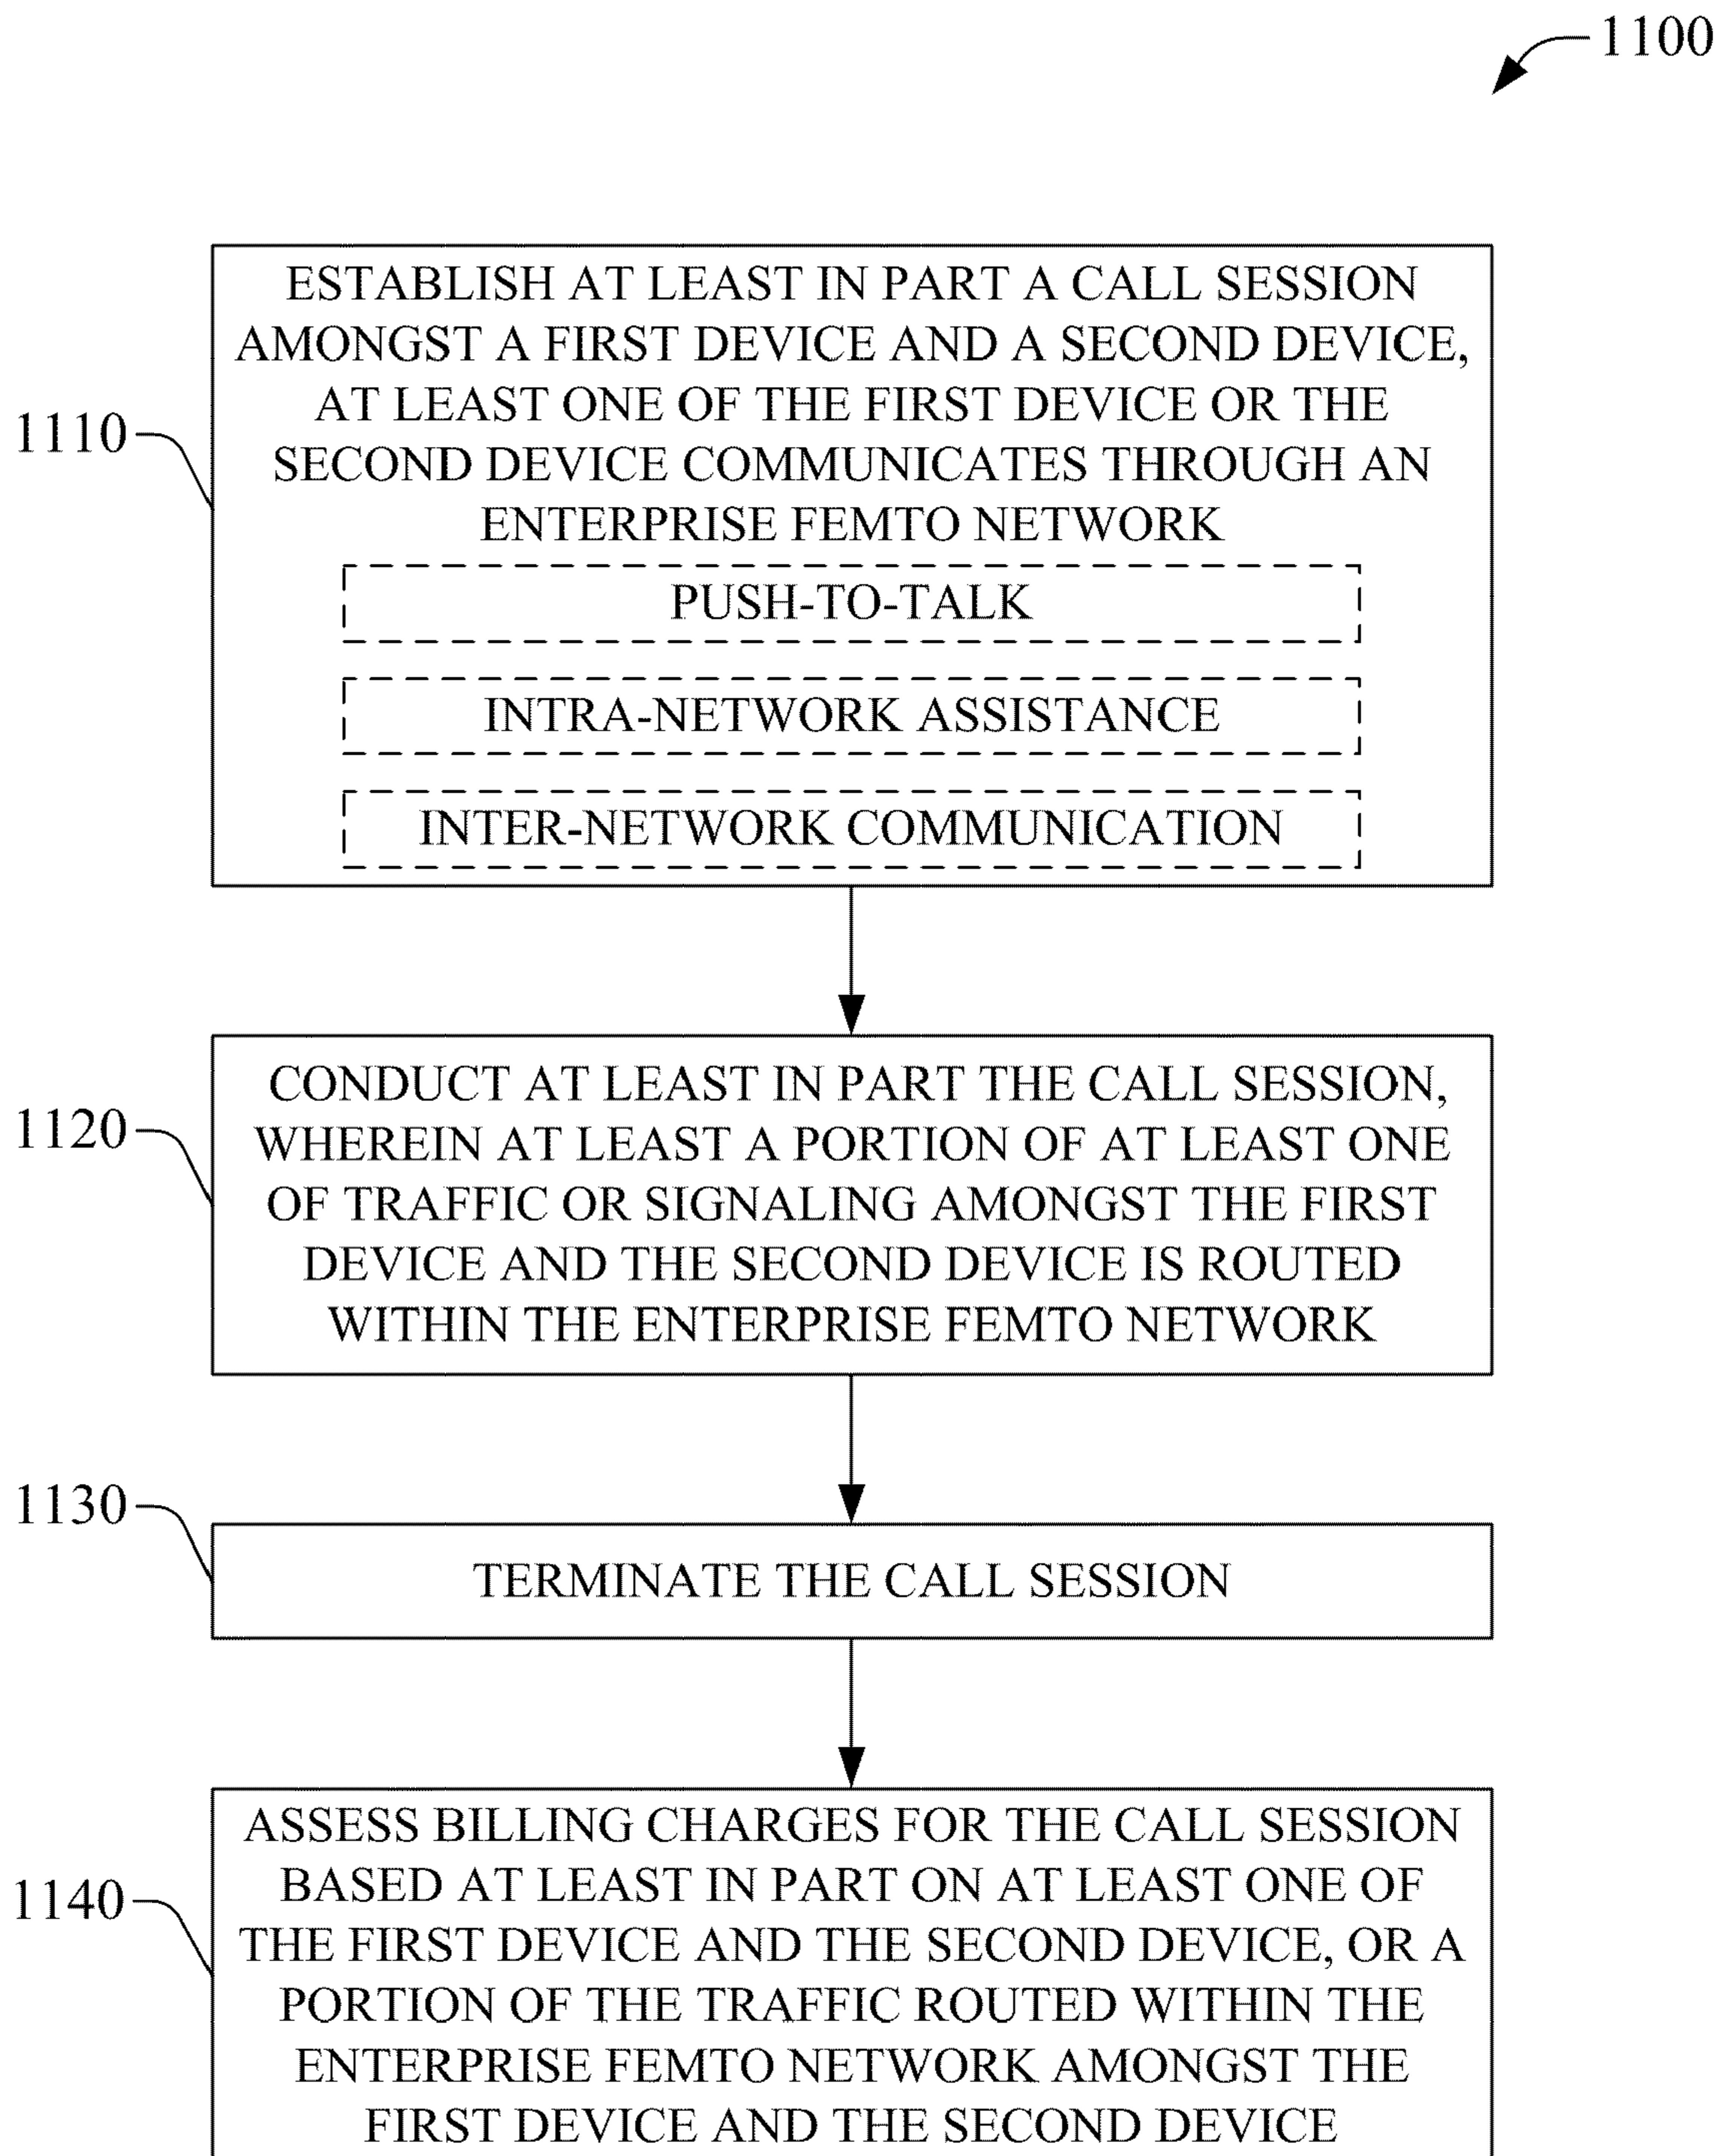 1100
1110
ESTABLISH AT LEAST IN PART A CALL SESSION
AMONGST A FIRST DEVICE AND A SECOND DEVICE,
AT LEAST ONE OF THE FIRST DEVICE OR THE
SECOND DEVICE COMMUNICATES THROUGH AN
ENTERPRISE FEMTO NETWORK
PUSH-TO-TALK
INTRA-NETWORK ASSISTANCE
INTER-NETWORK COMMUNICATION
1120
CONDUCT AT LEAST IN PART THE CALL SESSION,
WHEREIN AT LEAST A PORTION OF AT LEAST ONE
OF TRAFFIC OR SIGNALING AMONGST THE FIRST
DEVICE AND THE SECOND DEVICE IS ROUTED
WITHIN THE ENTERPRISE FEMTO NETWORK
1130
TERMINATE THE CALL SESSION
1140
ASSESS BILLING CHARGES FOR THE CALL SESSION
BASED AT LEAST IN PART ON AT LEAST ONE OF
THE FIRST DEVICE AND THE SECOND DEVICE, OR A
PORTION OF THE TRAFFIC ROUTED WITHIN THE
ENTERPRISE FEMTO NETWORK AMONGST THE
FIRST DEVICE AND THE SECOND DEVICE